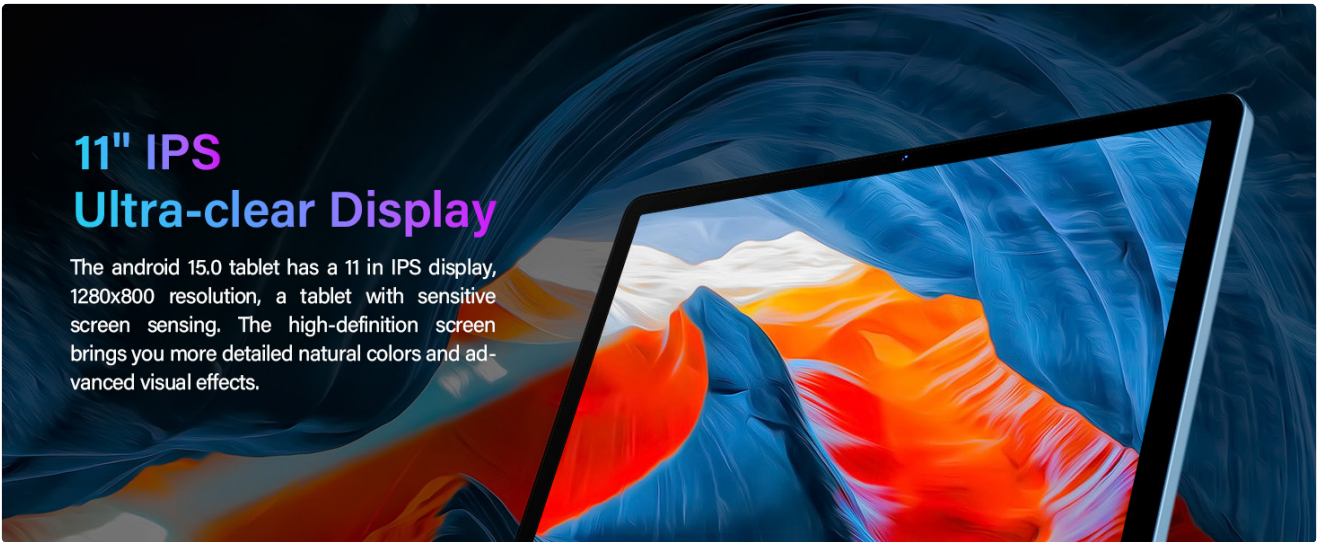 11" IPS
Ultra-clear Display
The android 15.0 tablet has a 11 in IPS display,
1280x800 resolution, a tablet with sensitive
screen sensing. The high-definition screen
brings you more detailed natural colors and ad-
vanced visual effects.